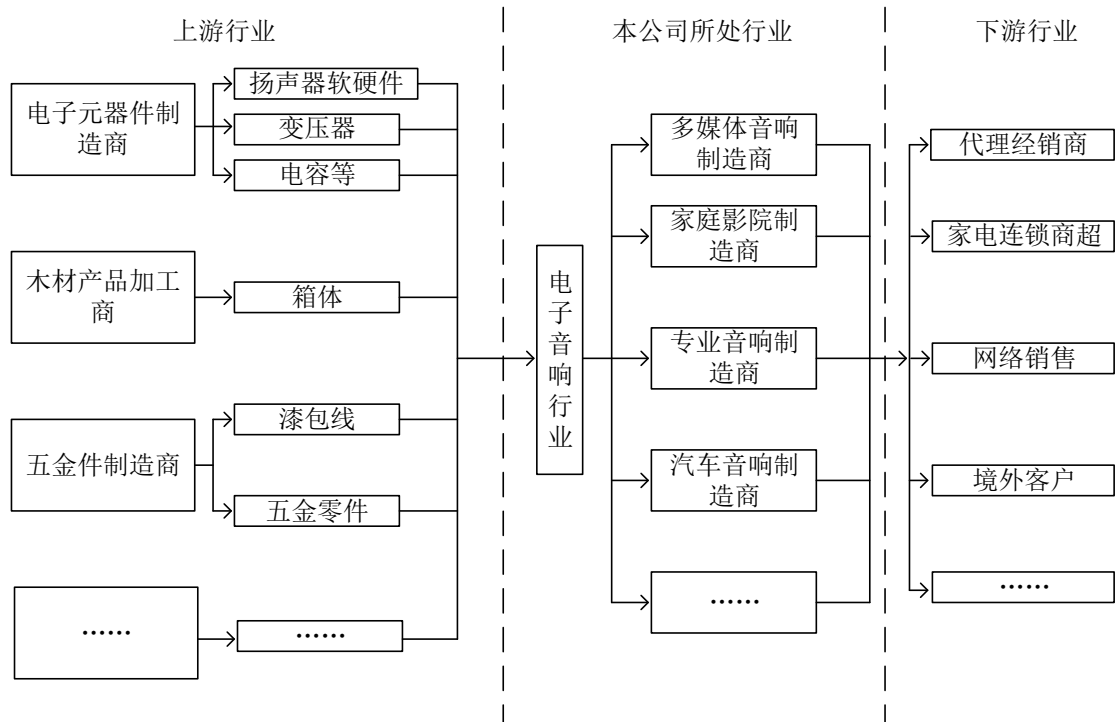 上游行业
本公司所处行业
下游行业
电子元器件制
造商
扬声器软硬件
变压器
电容等
木材产品加工
商
箱体
五金件制造商
漆包线
五金零件
……
……
电
子
音
响
行
业
多媒体音响
制造商
家庭影院制
造商
专业音响制
造商
汽车音响制
造商
……
代理经销商
家电连锁商超
网络销售
境外客户
……